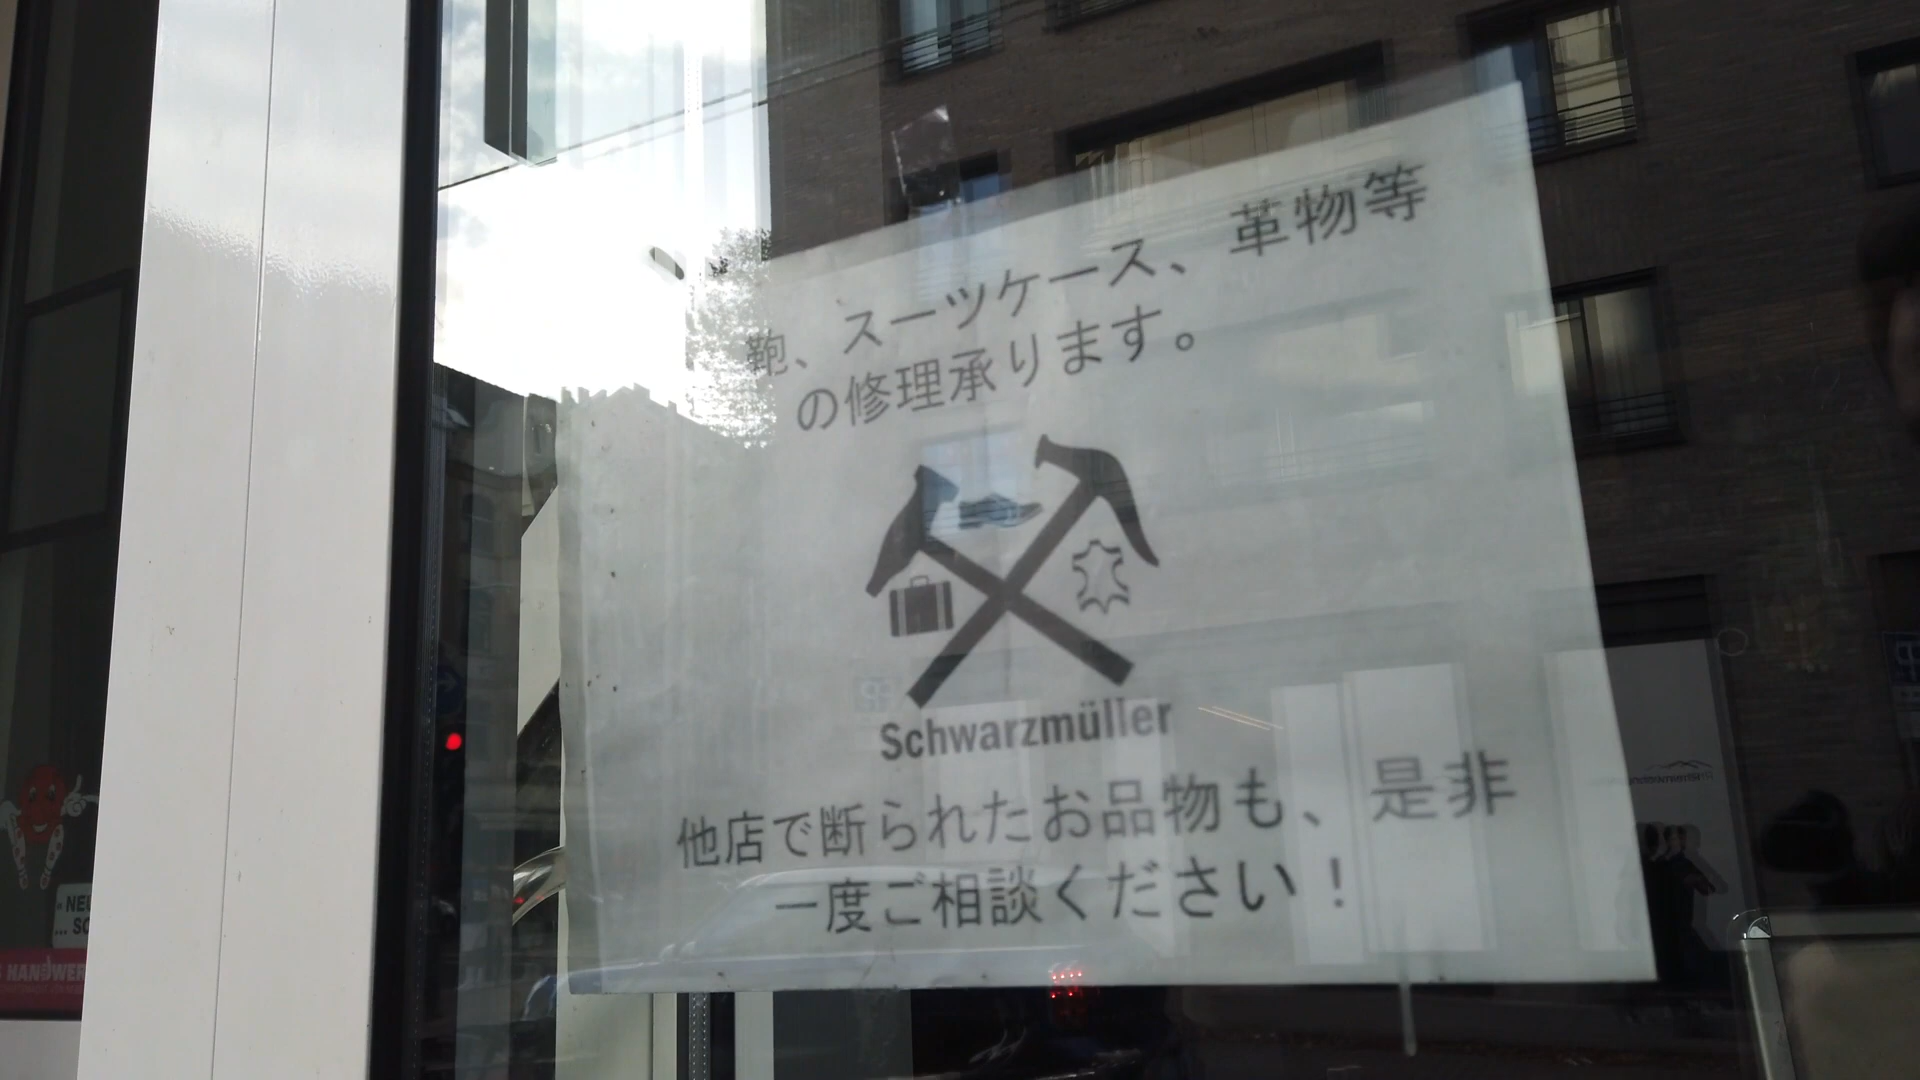 鞄、スーツケース、革物等
の修理承ります。
Schwarzmüller
他店で断られたお品物も、是非
一度ご相談ください！
NEU
HANDWER